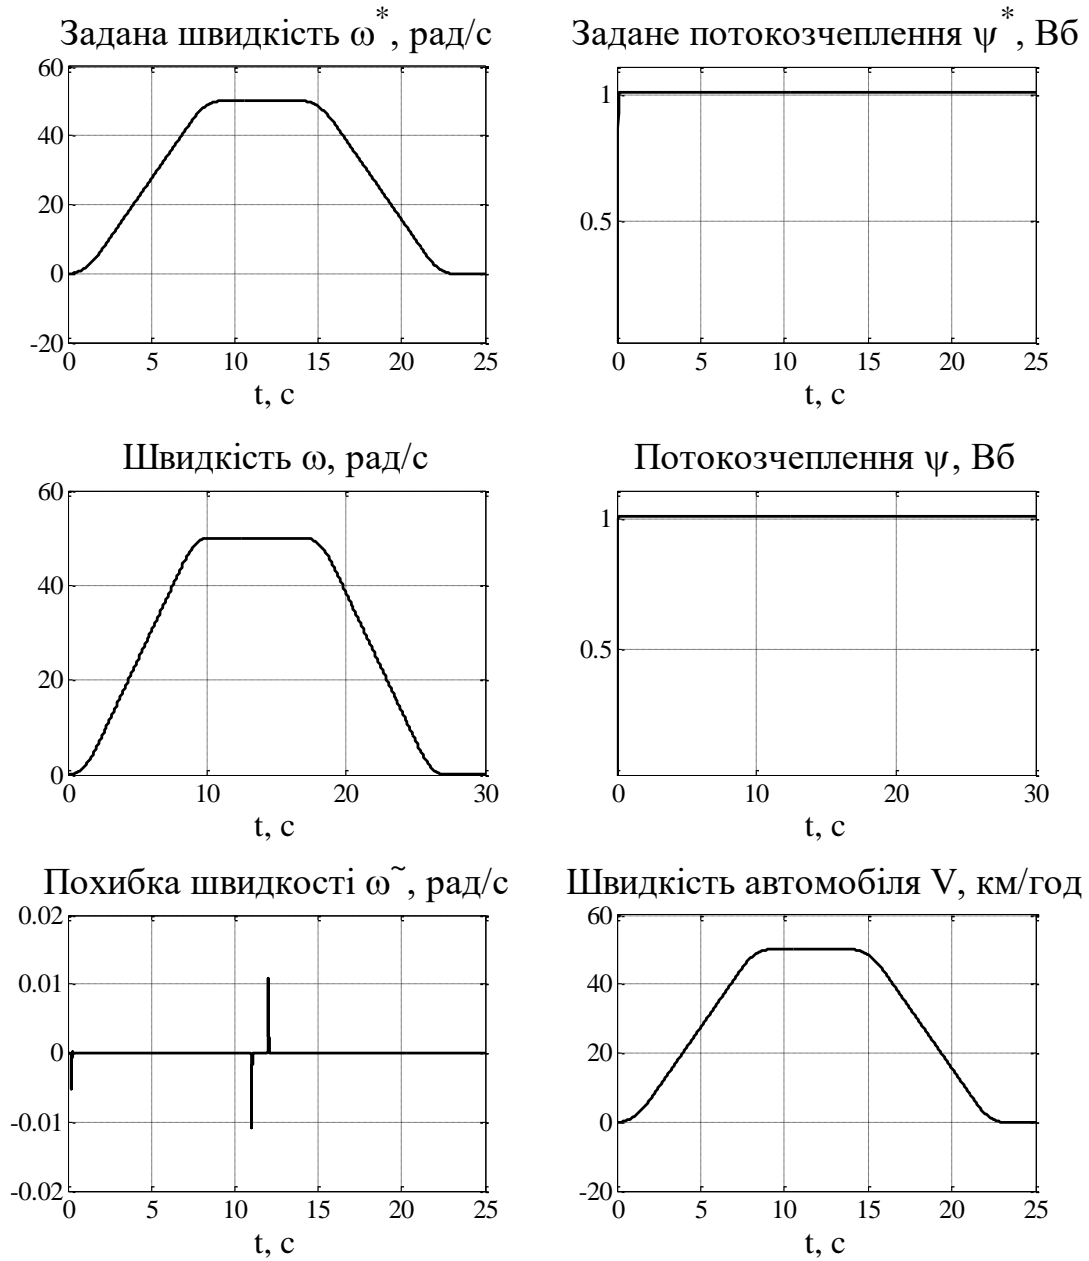 Задана швидкість ω*, рад/с
60
40
20
0
-20
0 5 10 15 20 25
t, с
Задане потокозчеплення ψ*, Вб
1
0.5
0 5 10 15 20 25
t, с
Швидкість ω, рад/с
60
40
20
0
0 10 20 30
t, с
Потокозчеплення ψ, Вб
1
0.5
0 10 20 30
t, с
Похибка швидкості ω~, рад/с
0.02
0.01
0
-0.01
-0.02
0 5 10 15 20 25
t, с
Швидкість автомобіля V, км/год
60
40
20
0
-20
0 5 10 15 20 25
t, с